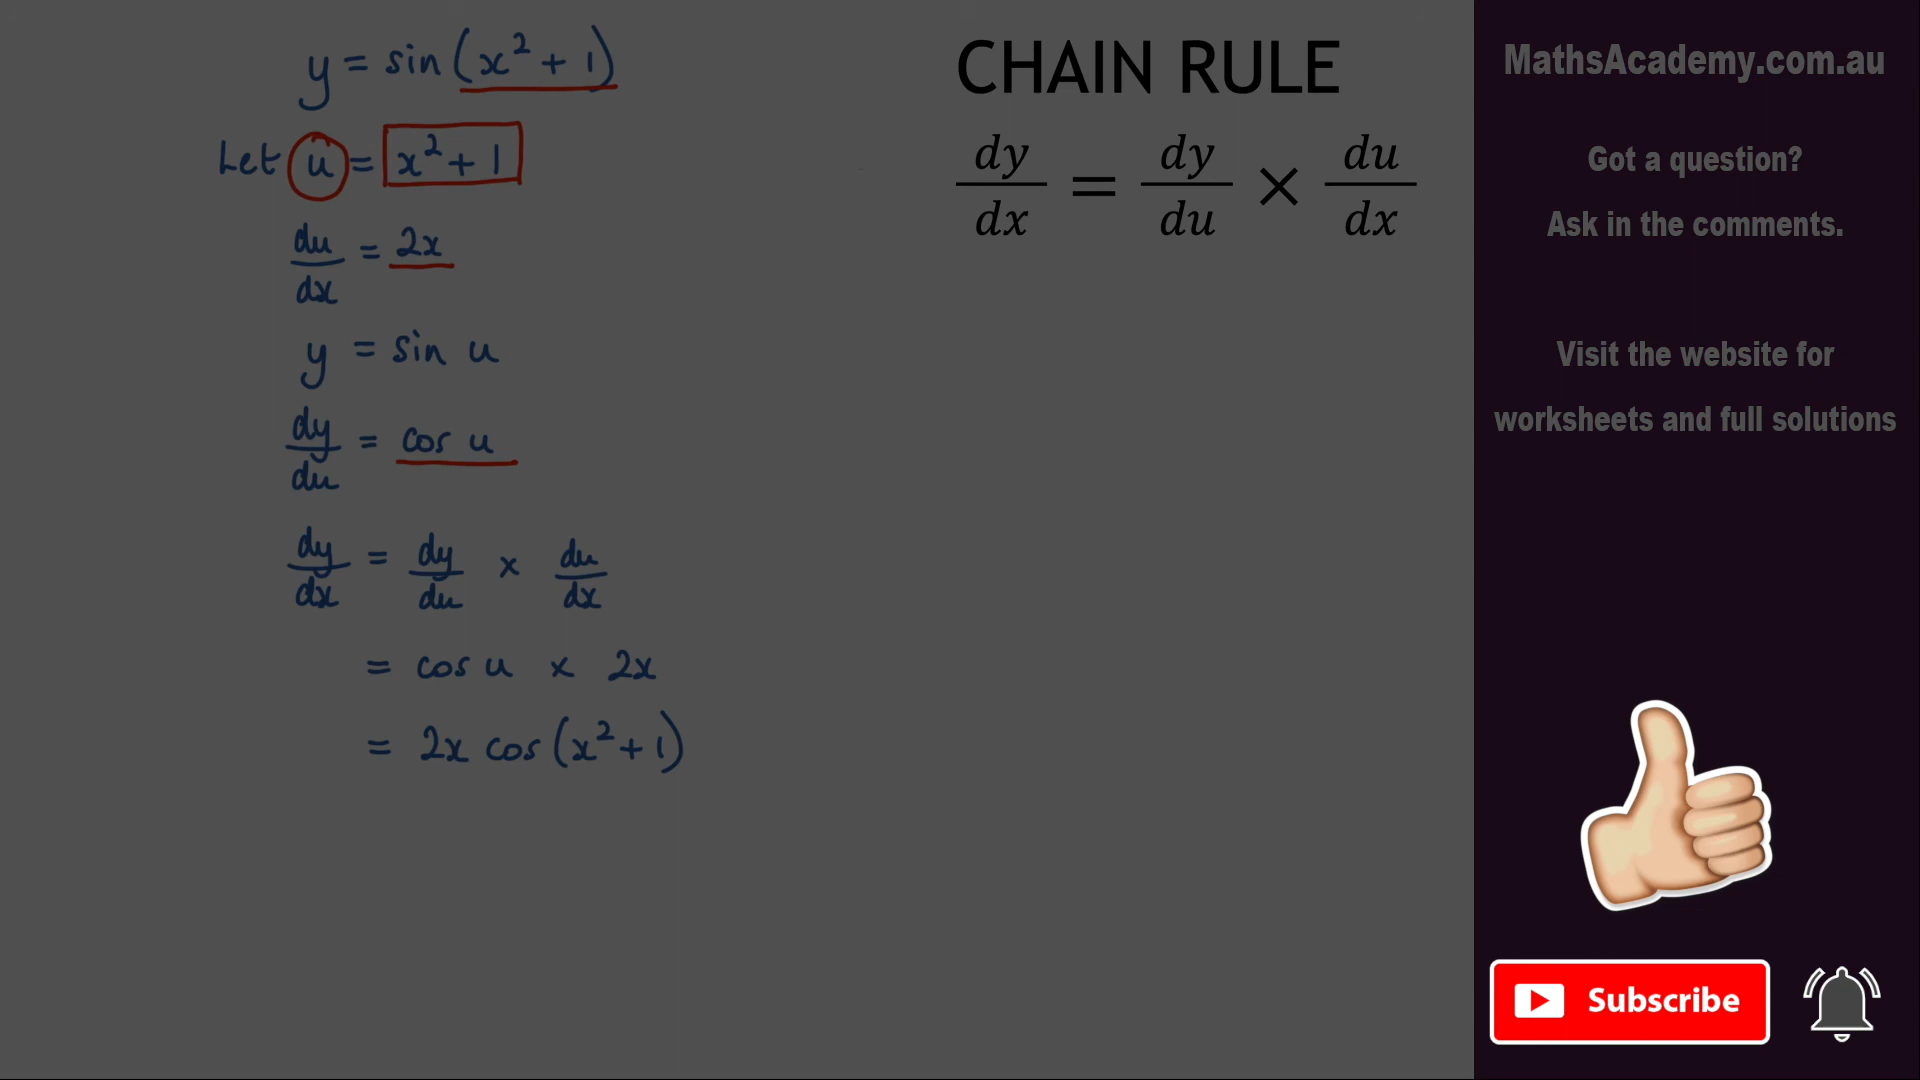 y = sin (x² + 1)
Let u = x² + 1
du/dx = 2x
y = sin u
dy/du = cos u
dy/dx = dy/du × du/dx
= cos u × 2x
= 2x cos (x² + 1)
CHAIN RULE
dy/dx = dy/du × du/dx
MathsAcademy.com.au
Got a question?
Ask in the comments.
Visit the website for
worksheets and full solutions
Subscribe